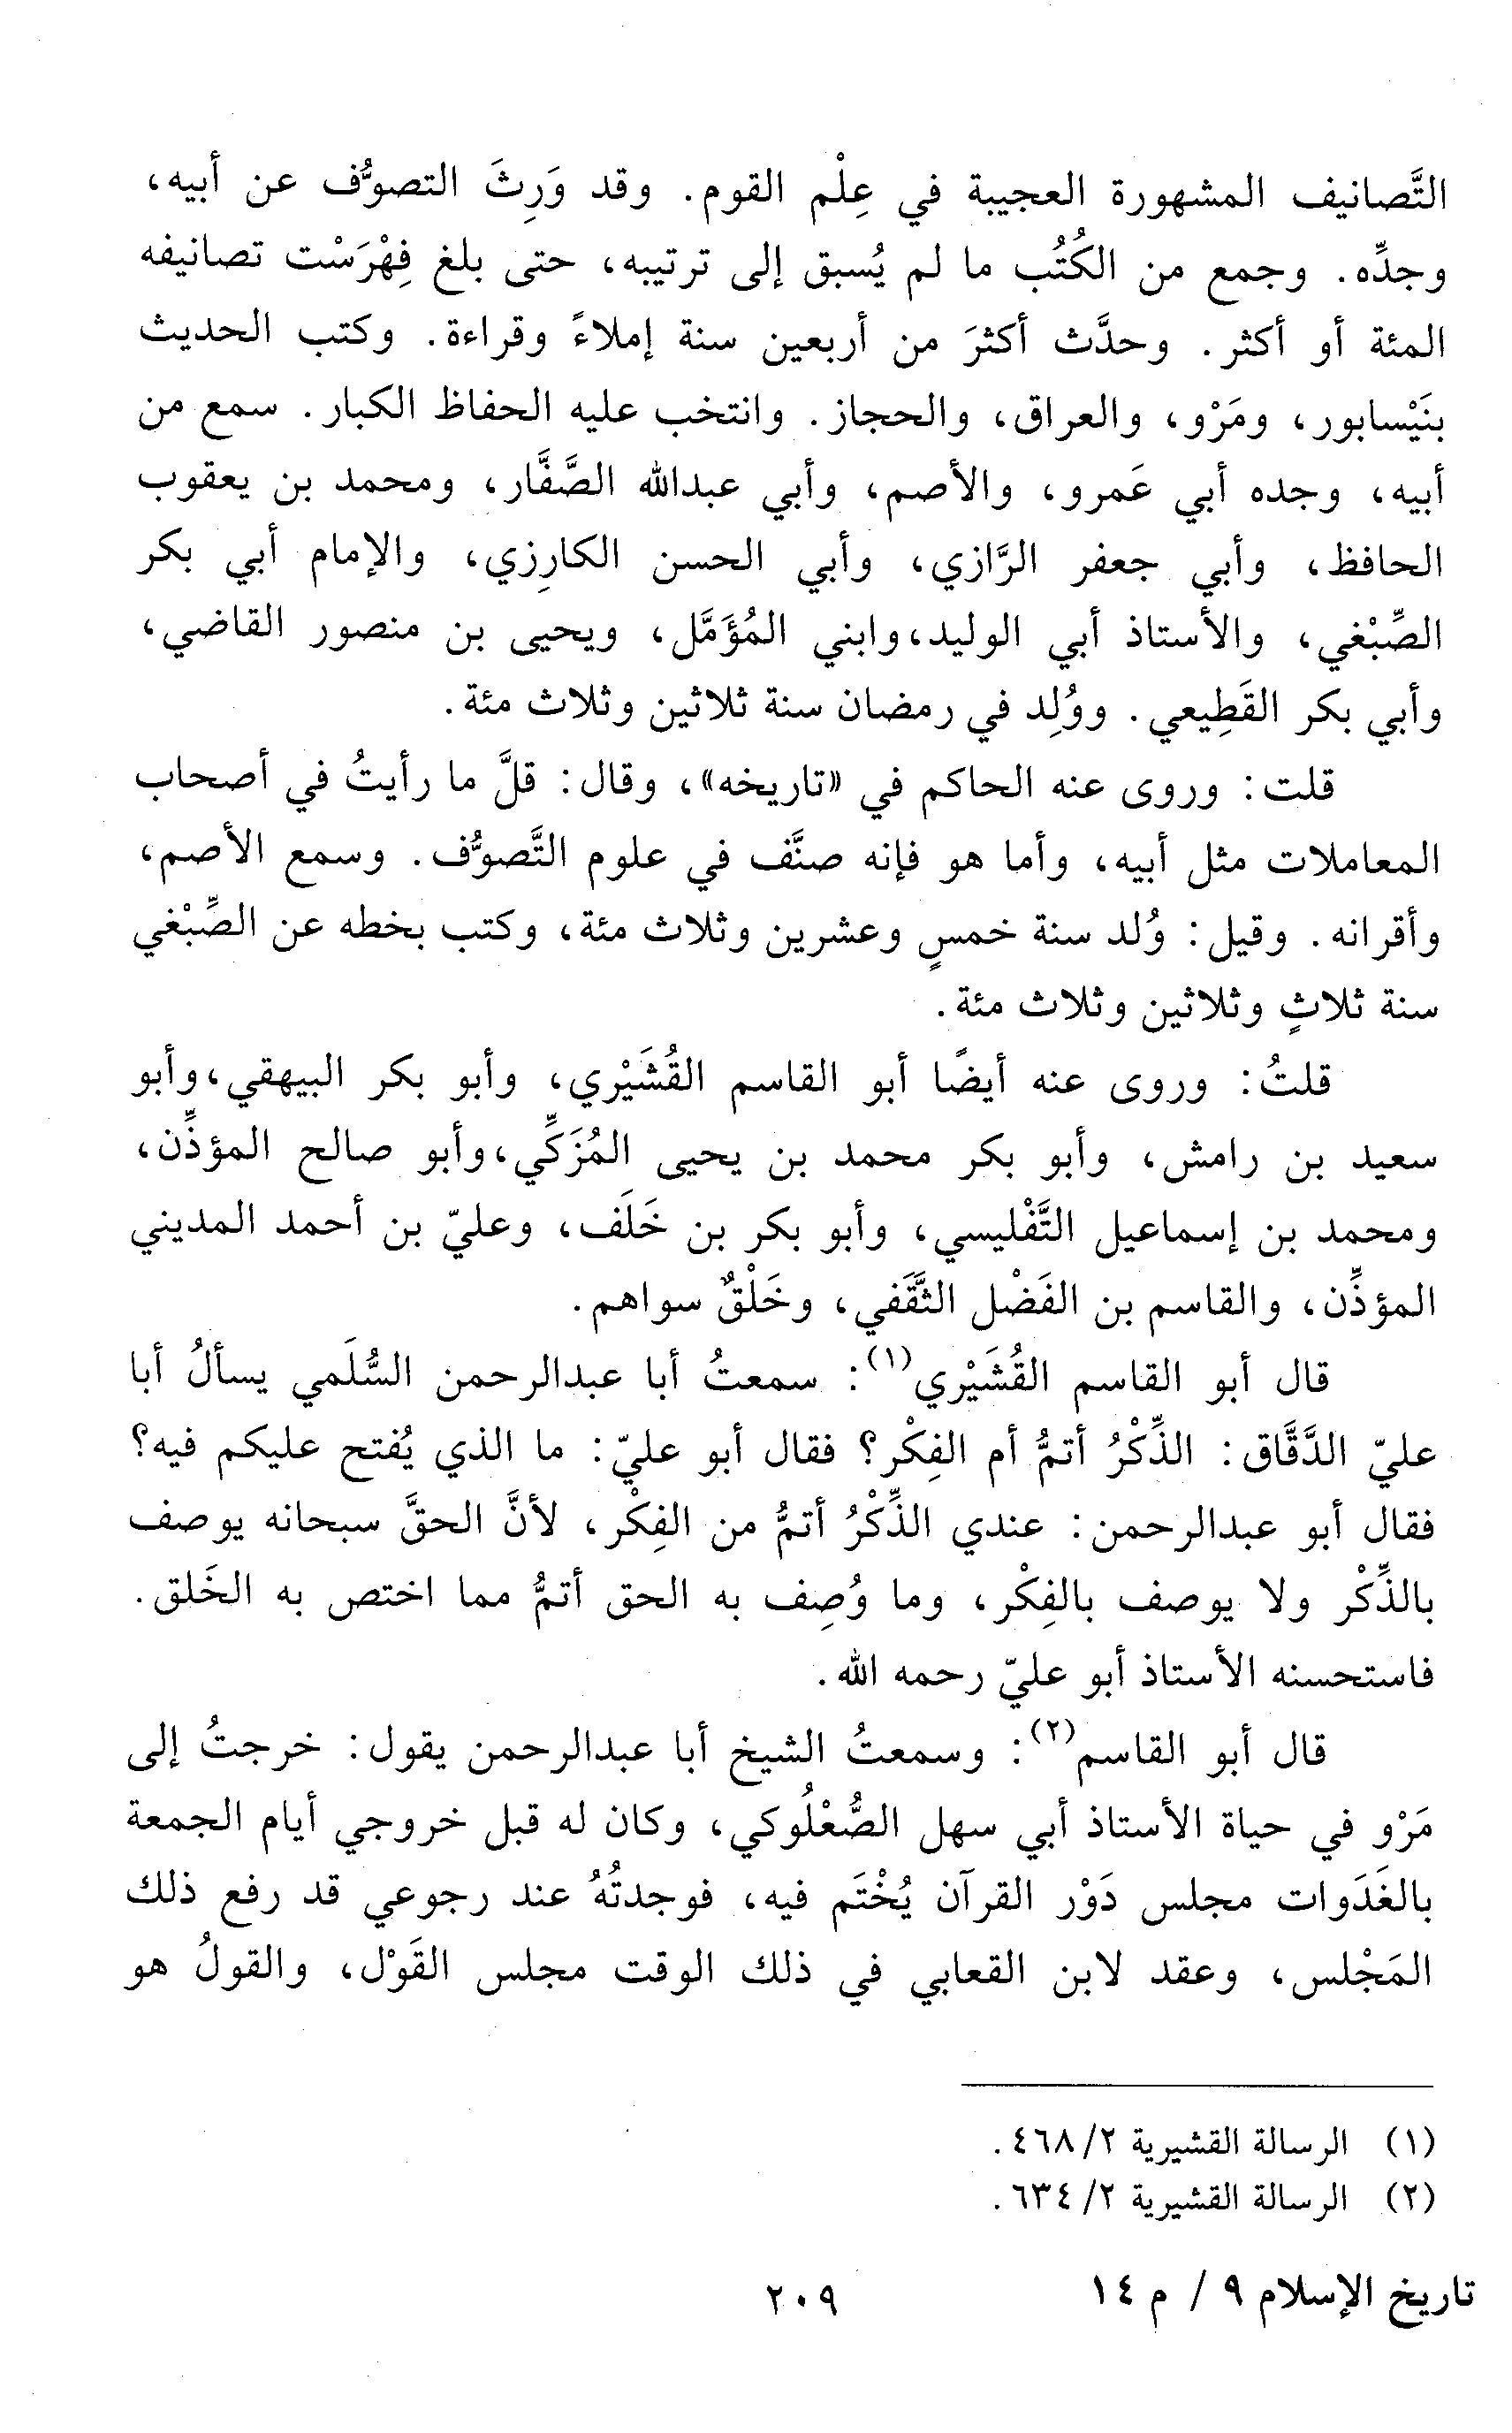 التَّصانيف المشهورة العجيبة في عِلْم القوم. وقد وَرِثَ التصوُّف عن أبيه،
وجدِّه. وجمع من الكُتُب ما لم يُسبق إلى ترتيبه، حتى بلغ فِهْرَسْت تصانيفه
المئة أو أكثر. وحدَّث أكثرَ من أربعين سنة إملاءً وقراءة. وكتب الحديث
بنَيْسابور، ومَرْو، والعراق، والحجاز. وانتخب عليه الحفاظ الكبار. سمع من
أبيه، وجده أبي عَمرو، والأصم، وأبي عبدالله الصَّفَّار، ومحمد بن يعقوب
الحافظ، وأبي جعفر الرَّازي، وأبي الحسن الكارِزي، والإمام أبي بكر
الصِّبْغي، والأستاذ أبي الوليد،وابني المُؤَمَّل، ويحيى بن منصور القاضي،
وأبي بكر القَطِيعي. ووُلِد في رمضان سنة ثلاثين وثلاث مئة.
قلت: وروى عنه الحاكم في «تاريخه»، وقال: قلَّ ما رأيتُ في أصحاب
المعاملات مثل أبيه، وأما هو فإنه صنَّف في علوم التَّصوُّف. وسمع الأصم،
وأقرانه. وقيل: وُلد سنة خمسٍ وعشرين وثلاث مئة، وكتب بخطه عن الصِّبْغي
سنة ثلاثٍ وثلاثين وثلاث مئة.
قلتُ: وروى عنه أيضًا أبو القاسم القُشَيْري، وأبو بكر البيهقي،وأبو
سعيد بن رامش، وأبو بكر محمد بن يحيى المُزَكِّي،وأبو صالح المؤذِّن،
ومحمد بن إسماعيل التَّفْليسي، وأبو بكر بن خَلَف، وعليّ بن أحمد المديني
المؤذِّن، والقاسم بن الفَضْل الثَّقَفي، وخَلْقٌ سواهم.
قال أبو القاسم القُشَيْري(١): سمعتُ أبا عبدالرحمن السُّلَمي يسألُ أبا
عليّ الدَّقَّاق: الذِّكْرُ أتمُّ أم الفِكْر؟ فقال أبو عليّ: ما الذي يُفتح عليكم فيه؟
فقال أبو عبدالرحمن: عندي الذِّكْرُ أتمُّ من الفِكْر، لأنَّ الحقَّ سبحانه يوصف
بالذِّكْر ولا يوصف بالفِكْر، وما وُصِف به الحق أتمُّ مما اختص به الخَلق.
فاستحسنه الأستاذ أبو عليّ رحمه الله.
قال أبو القاسم(٢): وسمعتُ الشيخ أبا عبدالرحمن يقول: خرجتُ إلى
مَرْو في حياة الأستاذ أبي سهل الصُّعْلُوكي، وكان له قبل خروجي أيام الجمعة
بالغَدَوات مجلس دَوْر القرآن يُخْتَم فيه، فوجدتُهُ عند رجوعي قد رفع ذلك
المَجْلس، وعقد لابن القعابي في ذلك الوقت مجلس القَوْل، والقولُ هو
(١) الرسالة القشيرية ٢/ ٤٦٨.
(٢) الرسالة القشيرية ٢/ ٦٣٤.
تاريخ الإسلام ٩ / م ١٤
٢٠٩